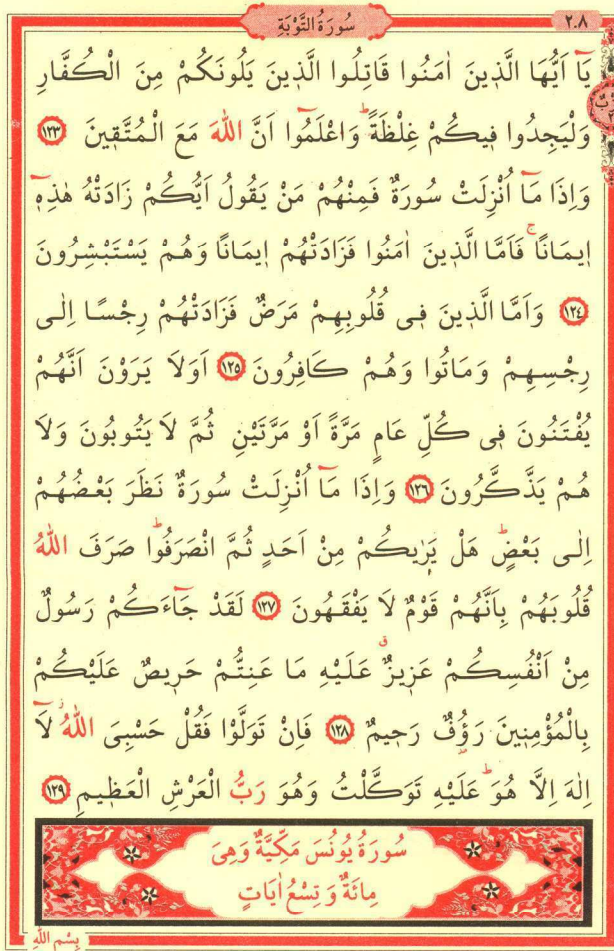 ٢٠٨
سُورَةُ التَّوْبَةِ
يَٓا اَيُّهَا الَّذ۪ينَ اٰمَنُوا قَاتِلُوا الَّذ۪ينَ يَلُونَكُمْ مِنَ الْكُفَّارِ
وَلْيَجِدُوا ف۪يكُمْ غِلْظَةًۜ وَاعْلَمُٓوا اَنَّ اللّٰهَ مَعَ الْمُتَّق۪ينَ ﴿١٢٣﴾
وَاِذَا مَٓا اُنْزِلَتْ سُورَةٌ فَمِنْهُمْ مَنْ يَقُولُ اَيُّكُمْ زَادَتْهُ هٰذِه۪ٓ
ا۪يمَانًاۚ فَاَمَّا الَّذ۪ينَ اٰمَنُوا فَزَادَتْهُمْ ا۪يمَانًا وَهُمْ يَسْتَبْشِرُونَ
﴿١٢٤﴾ وَاَمَّا الَّذ۪ينَ ف۪ى قُلُوبِهِمْ مَرَضٌ فَزَادَتْهُمْ رِجْسًا اِلٰى
رِجْسِهِمْ وَمَاتُوا وَهُمْ كَافِرُونَ ﴿١٢٥﴾ اَوَلَا يَرَوْنَ اَنَّهُمْ
يُفْتَنُونَ ف۪ى كُلِّ عَامٍ مَرَّةً اَوْ مَرَّتَيْنِ ثُمَّ لَا يَتُوبُونَ وَلَا
هُمْ يَذَّكَّرُونَ ﴿١٢٦﴾ وَاِذَا مَٓا اُنْزِلَتْ سُورَةٌ نَظَرَ بَعْضُهُمْ
اِلٰى بَعْضٍۜ هَلْ يَرٰيكُمْ مِنْ اَحَدٍ ثُمَّ انْصَرَفُواۜ صَرَفَ اللّٰهُ
قُلُوبَهُمْ بِاَنَّهُمْ قَوْمٌ لَا يَفْقَهُونَ ﴿١٢٧﴾ لَقَدْ جَٓاءَكُمْ رَسُولٌ
مِنْ اَنْفُسِكُمْ عَز۪يزٌ عَلَيْهِ مَا عَنِتُّمْ حَر۪يصٌ عَلَيْكُمْ
بِالْمُؤْمِن۪ينَ رَؤُفٌ رَح۪يمٌ ﴿١٢٨﴾ فَاِنْ تَوَلَّوْا فَقُلْ حَسْبِىَ اللّٰهُۘ لَٓا
اِلٰهَ اِلَّا هُوَۜ عَلَيْهِ تَوَكَّلْتُ وَهُوَ رَبُّ الْعَرْشِ الْعَظ۪يمِ ﴿١٢٩﴾
سُورَةُ يُونُسَ مَكِّيَّةٌ وَهِىَ
مِائَةٌ وَ تِسْعُ اٰيَاتٍ
بِسْمِ اللّٰهِ